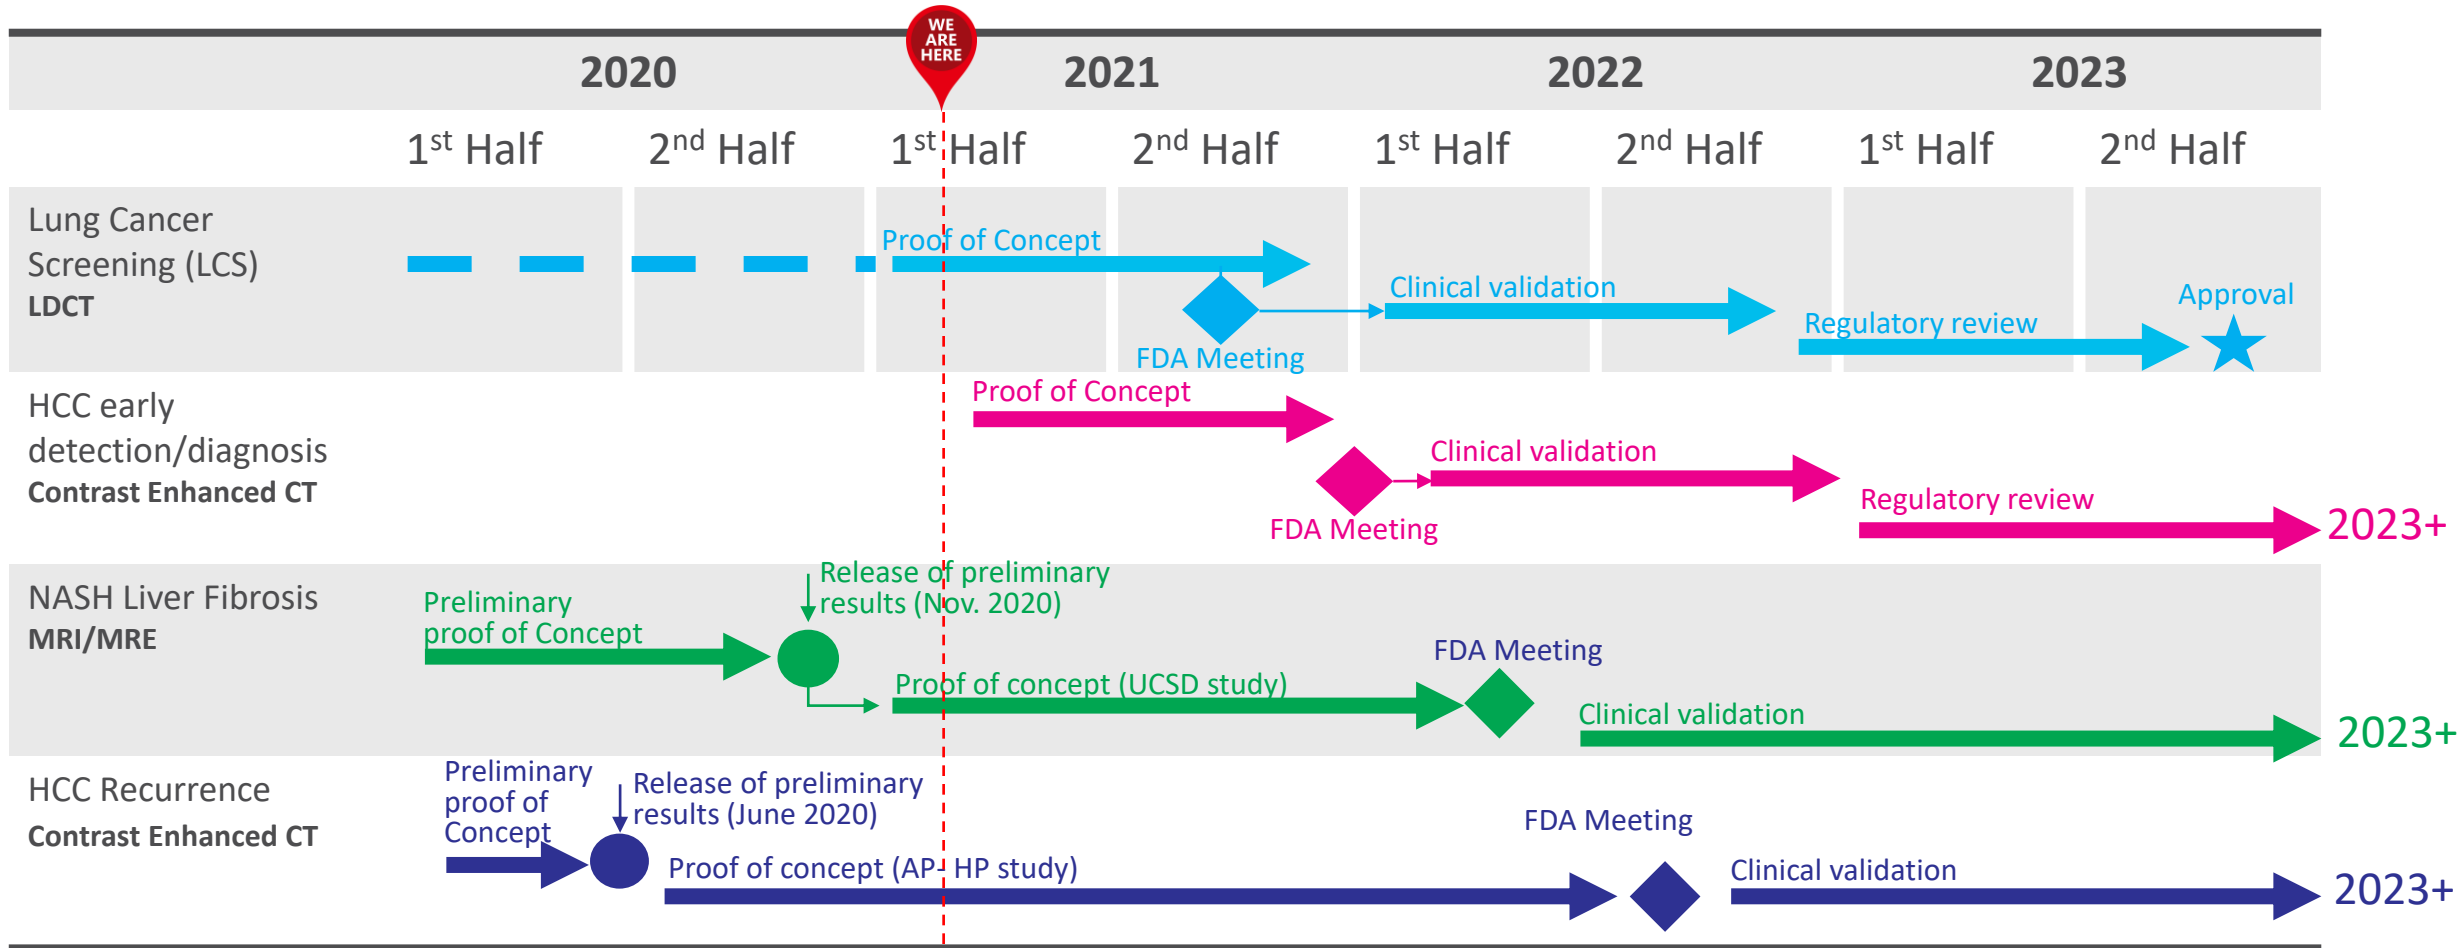 WE
ARE
HERE
2020
2021
2022
2023
1st Half
2nd Half
1st Half
2nd Half
1st Half
2nd Half
1st Half
2nd Half
Lung Cancer
Screening (LCS)
LDCT
Proof of Concept
FDA Meeting
Clinical validation
Regulatory review
Approval
HCC early
detection/diagnosis
Contrast Enhanced CT
Proof of Concept
FDA Meeting
Clinical validation
Regulatory review
2023+
NASH Liver Fibrosis
MRI/MRE
Preliminary
proof of Concept
Release of preliminary
results (Nov. 2020)
Proof of concept (UCSD study)
FDA Meeting
Clinical validation
2023+
HCC Recurrence
Contrast Enhanced CT
Preliminary
proof of
Concept
Release of preliminary
results (June 2020)
Proof of concept (AP- HP study)
FDA Meeting
Clinical validation
2023+